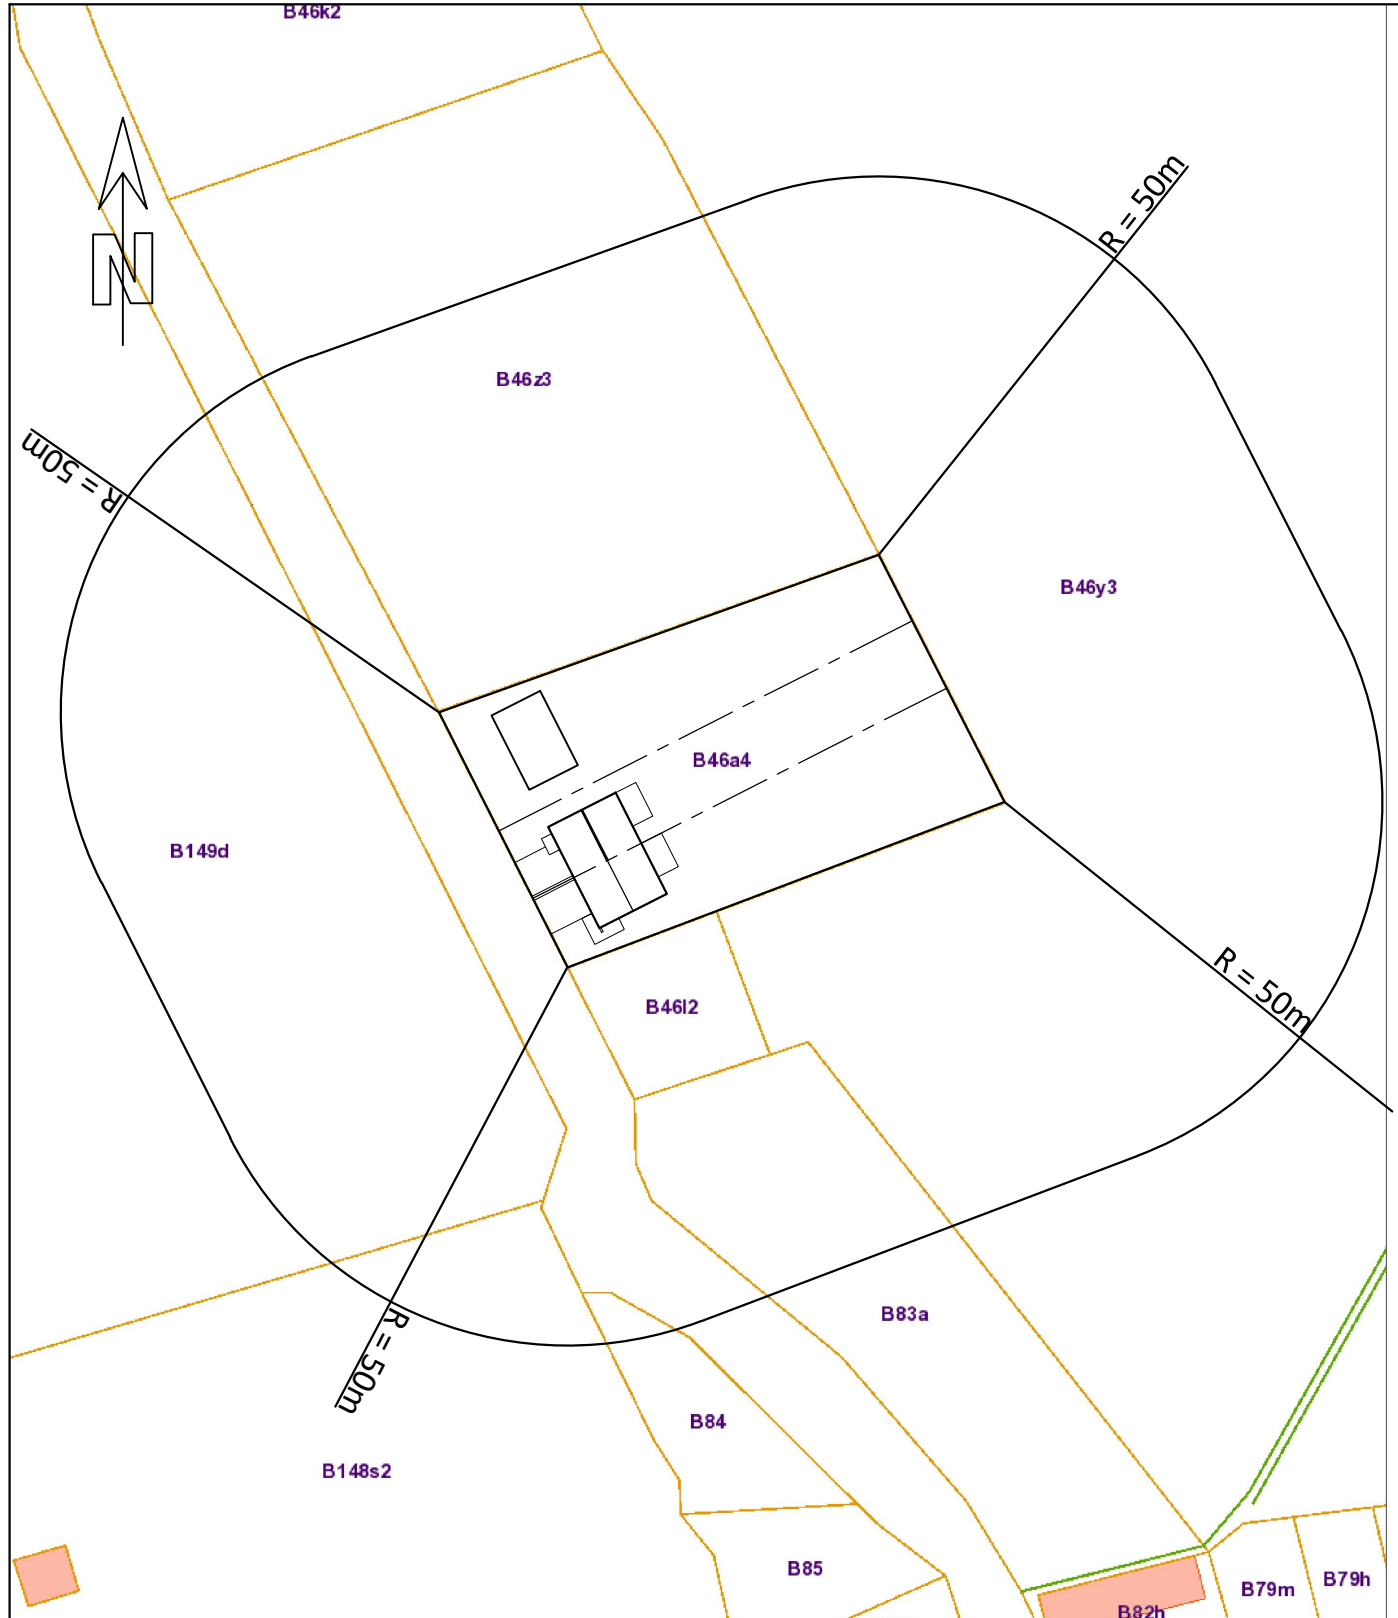 B46k2
N
R = 50m
B46z3
R = 50m
B46y3
B46a4
B149d
R = 50m
B46l2
B83a
R = 50m
B84
B148s2
B85
B79m
B79h
B82h